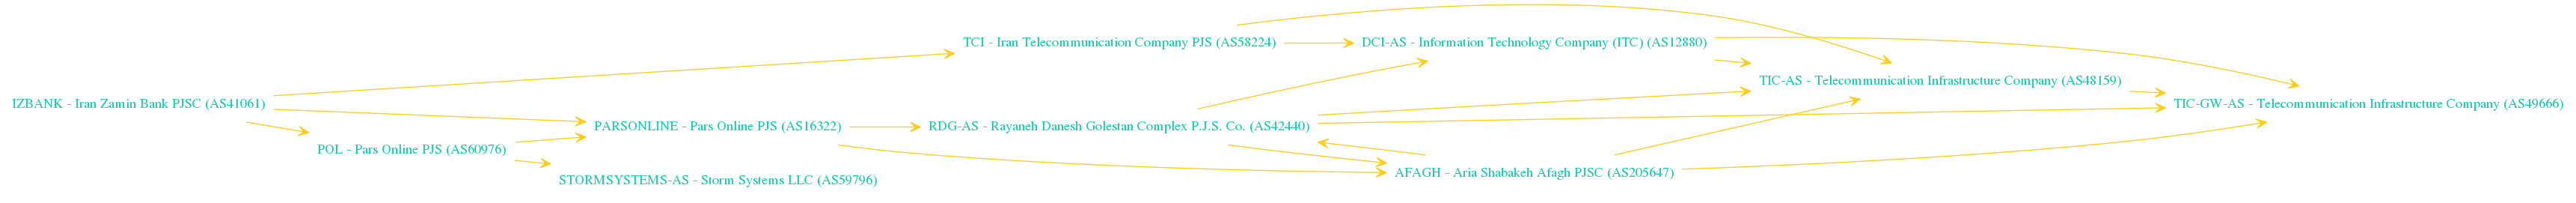 TCI - Iran Telecommunication Company PJS (AS58224)
DCI-AS - Information Technology Company (ITC) (AS12880)
TIC-AS - Telecommunication Infrastructure Company (AS48159)
IZBANK - Iran Zamin Bank PJSC (AS41061)
TIC-GW-AS - Telecommunication Infrastructure Company (AS49666)
PARSONLINE - Pars Online PJS (AS16322)
RDG-AS - Rayaneh Danesh Golestan Complex P.J.S. Co. (AS42440)
POL - Pars Online PJS (AS60976)
AFAGH - Aria Shabakeh Afagh PJSC (AS205647)
STORMSYSTEMS-AS - Storm Systems LLC (AS59796)